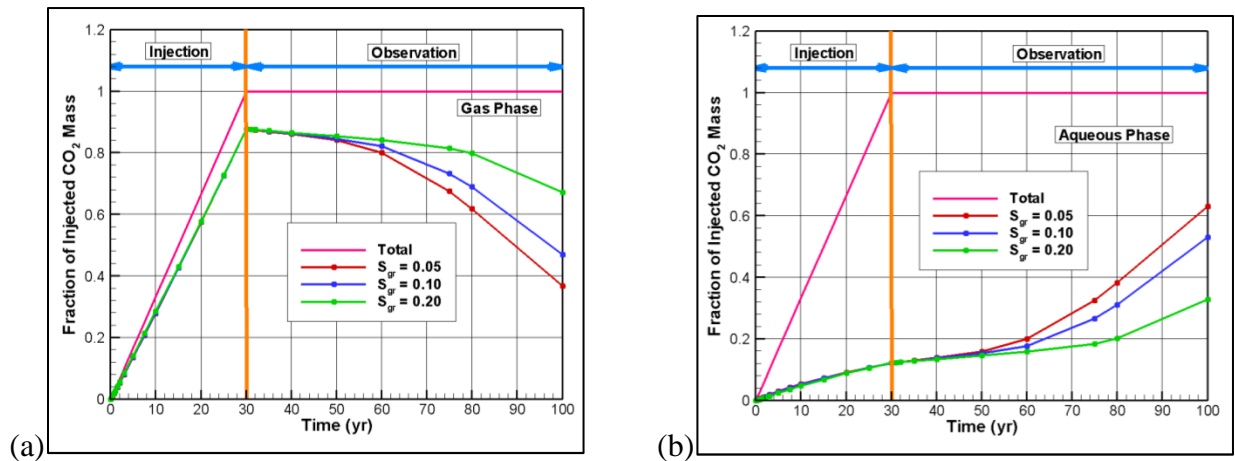 1.2
Injection
Observation
1
Gas Phase
0.8
0.6
0.4
0.2
0
Fraction of Injected CO2 Mass
Total
Sgr = 0.05
Sgr = 0.10
Sgr = 0.20
0 10 20 30 40 50 60 70 80 90 100
Time (yr)
(a)
1.2
Injection
Observation
1
Aqueous Phase
0.8
0.6
0.4
0.2
0
Fraction of Injected CO2 Mass
Total
Sgr = 0.05
Sgr = 0.10
Sgr = 0.20
0 10 20 30 40 50 60 70 80 90 100
Time (yr)
(b)